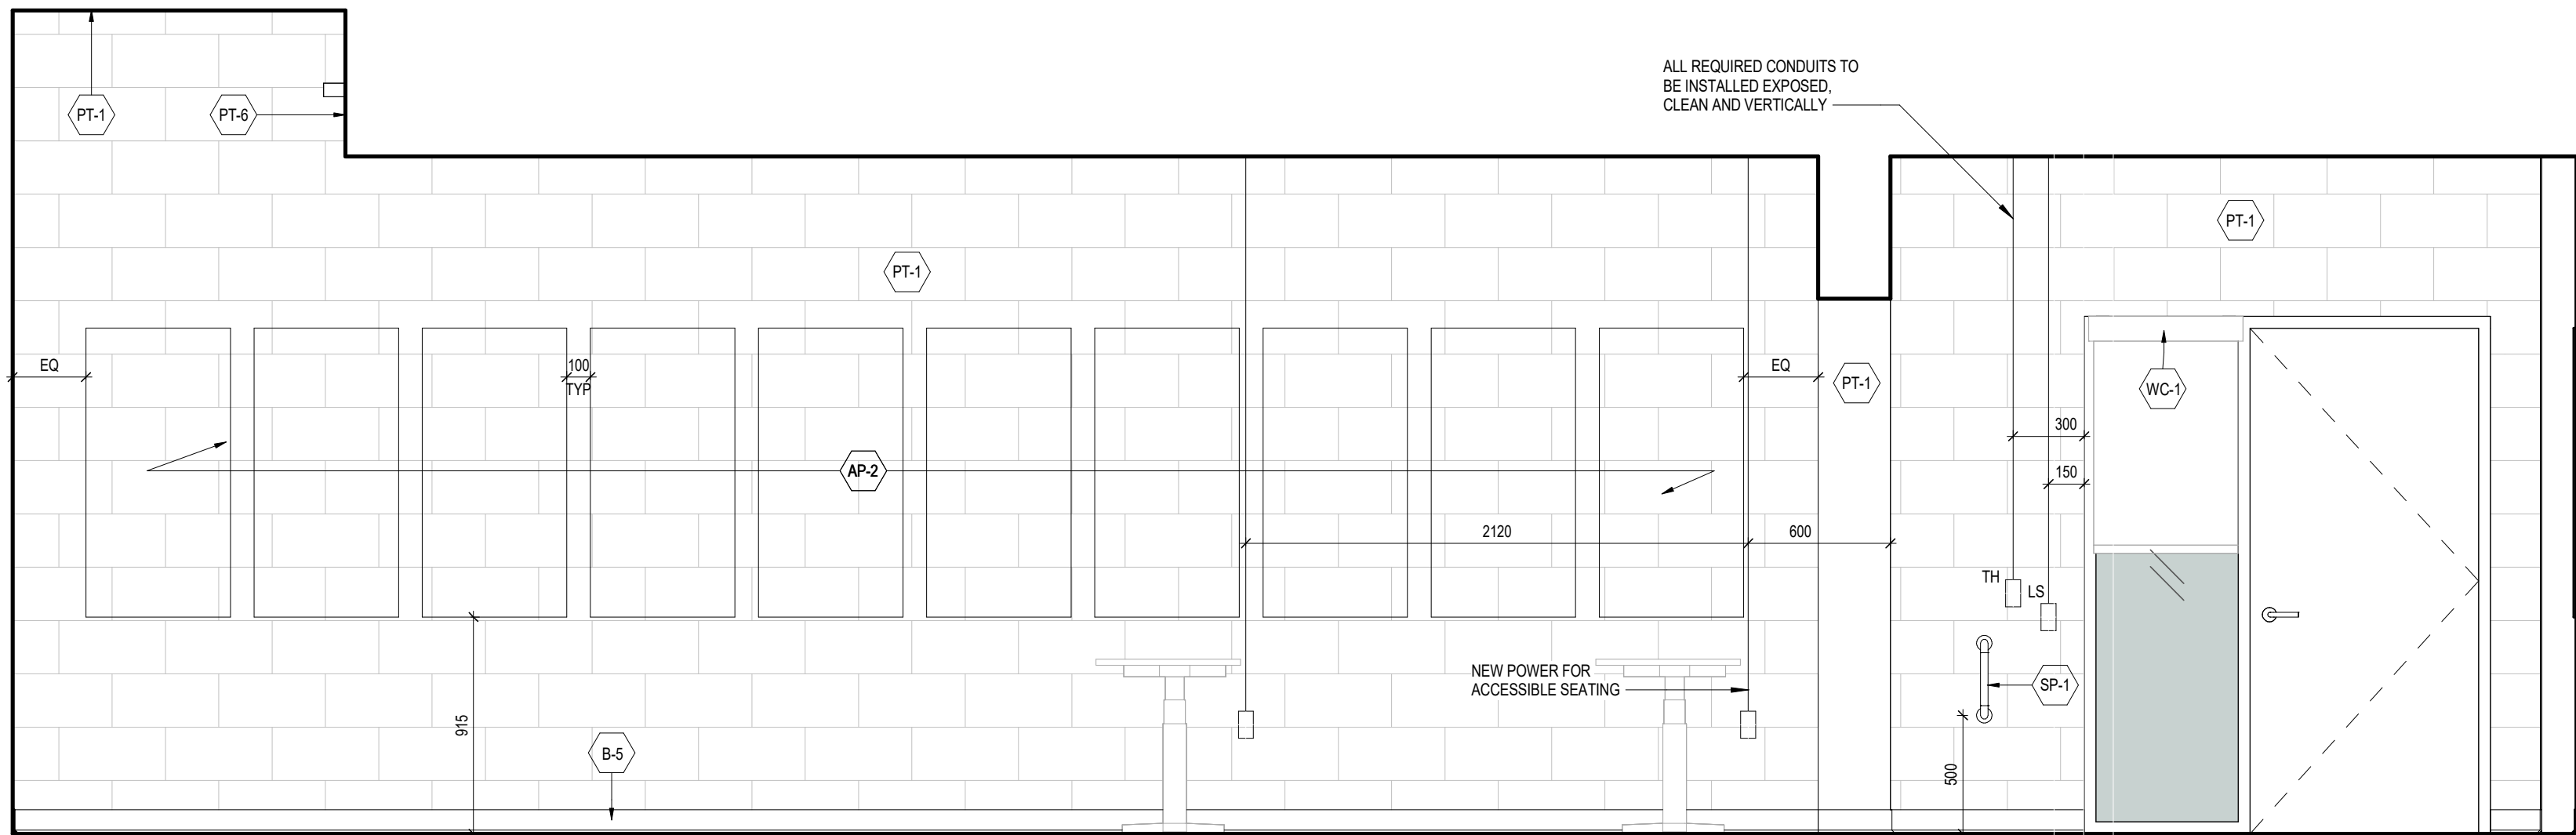 ALL REQUIRED CONDUITS TO
BE INSTALLED EXPOSED,
CLEAN AND VERTICALLY
PT-1
PT-6
PT-1
PT-1
EQ
100
TYP
EQ
PT-1
WC-1
300
AP-2
150
2120
600
TH
LS
NEW POWER FOR
ACCESSIBLE SEATING
SP-1
915
B-5
500